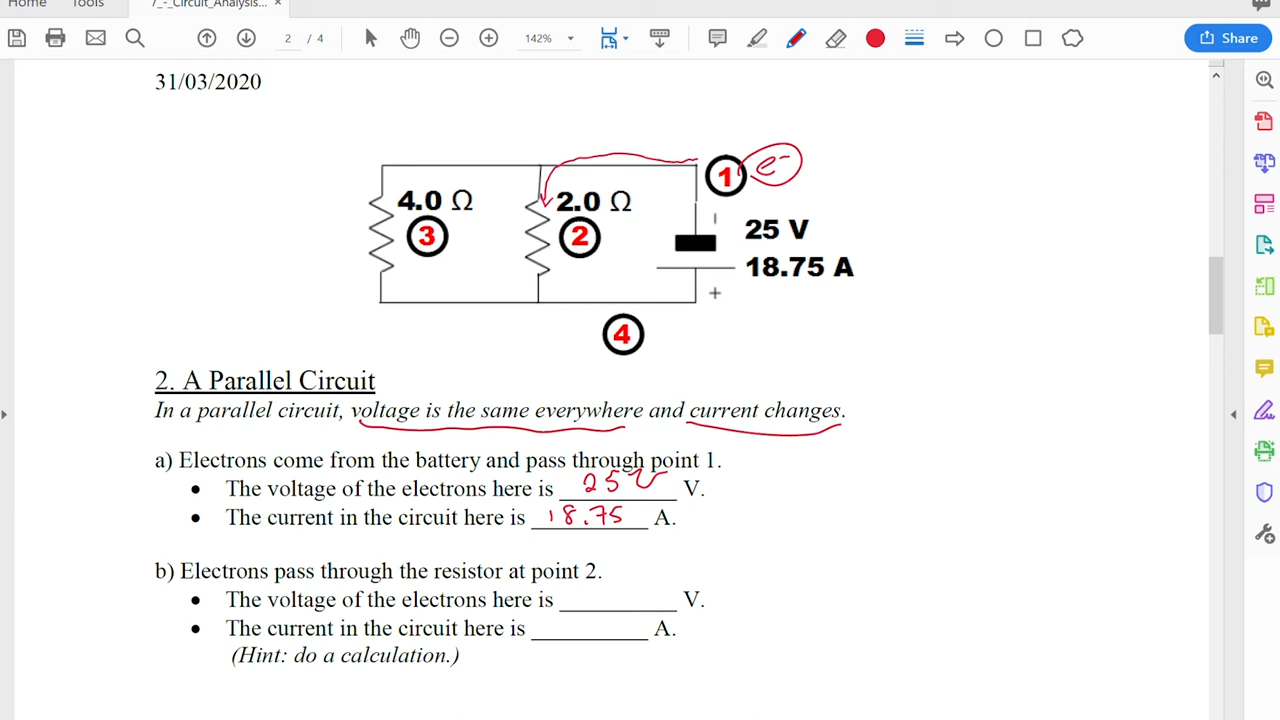 Home Tools 7_-_Circuit_Analysis... ×
2 / 4 142% Share
31/03/2020
1 e-
4.0 Ω 2.0 Ω
3 2 25 V
18.75 A
+
4
2. A Parallel Circuit
In a parallel circuit, voltage is the same everywhere and current changes.
a) Electrons come from the battery and pass through point 1.
• The voltage of the electrons here is 25 V V.
• The current in the circuit here is 18.75 A.
b) Electrons pass through the resistor at point 2.
• The voltage of the electrons here is ________ V.
• The current in the circuit here is ________ A.
(Hint: do a calculation.)